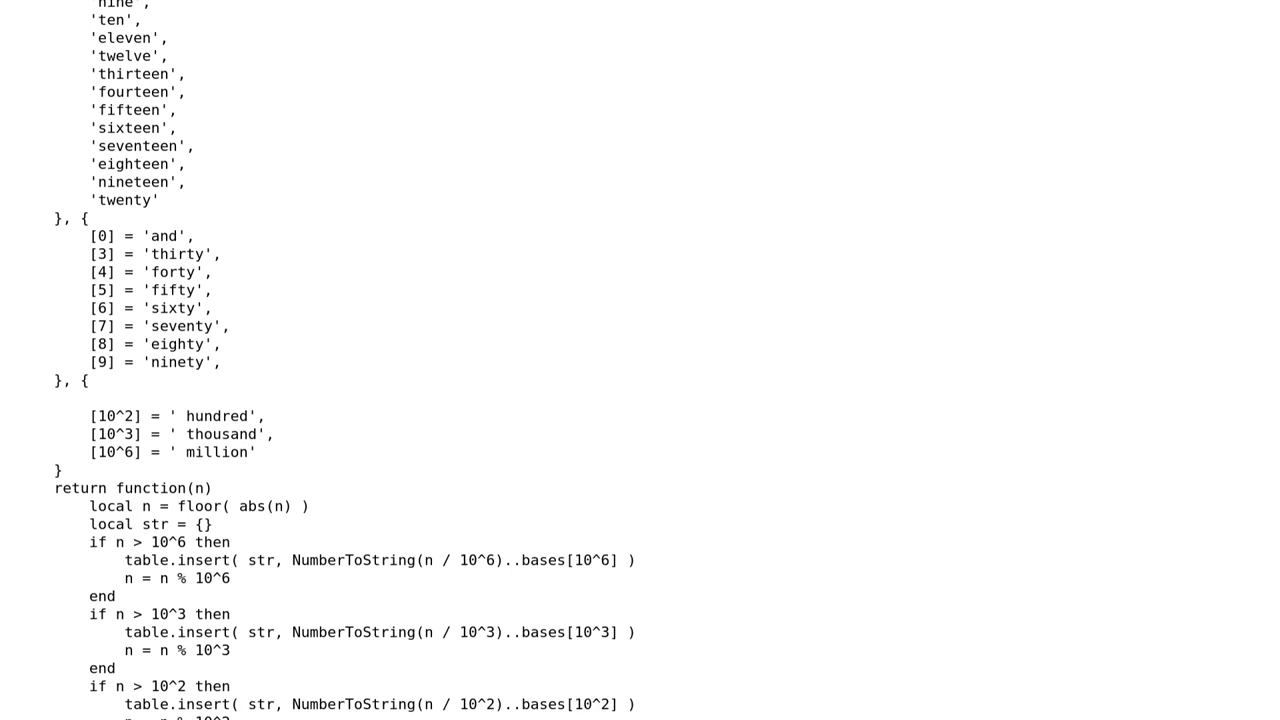 'nine',
'ten',
'eleven',
'twelve',
'thirteen',
'fourteen',
'fifteen',
'sixteen',
'seventeen',
'eighteen',
'nineteen',
'twenty'
}, {
[0] = 'and',
[3] = 'thirty',
[4] = 'forty',
[5] = 'fifty',
[6] = 'sixty',
[7] = 'seventy',
[8] = 'eighty',
[9] = 'ninety',
}, {
[10^2] = ' hundred',
[10^3] = ' thousand',
[10^6] = ' million'
}
return function(n)
local n = floor( abs(n) )
local str = {}
if n > 10^6 then
table.insert( str, NumberToString(n / 10^6)..bases[10^6] )
n = n % 10^6
end
if n > 10^3 then
table.insert( str, NumberToString(n / 10^3)..bases[10^3] )
n = n % 10^3
end
if n > 10^2 then
table.insert( str, NumberToString(n / 10^2)..bases[10^2] )
n = n % 10^2